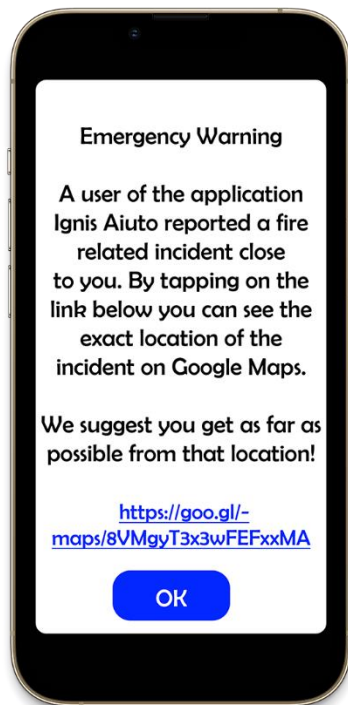 Emergency Warning
A user of the application
Ignis Aiuto reported a fire
related incident close
to you. By tapping on the
link below you can see the
exact location of the
incident on Google Maps.
We suggest you get as far as
possible from that location!
https://goo.gl/-
maps/8VMgyT3x3wFEFxxMA
OK